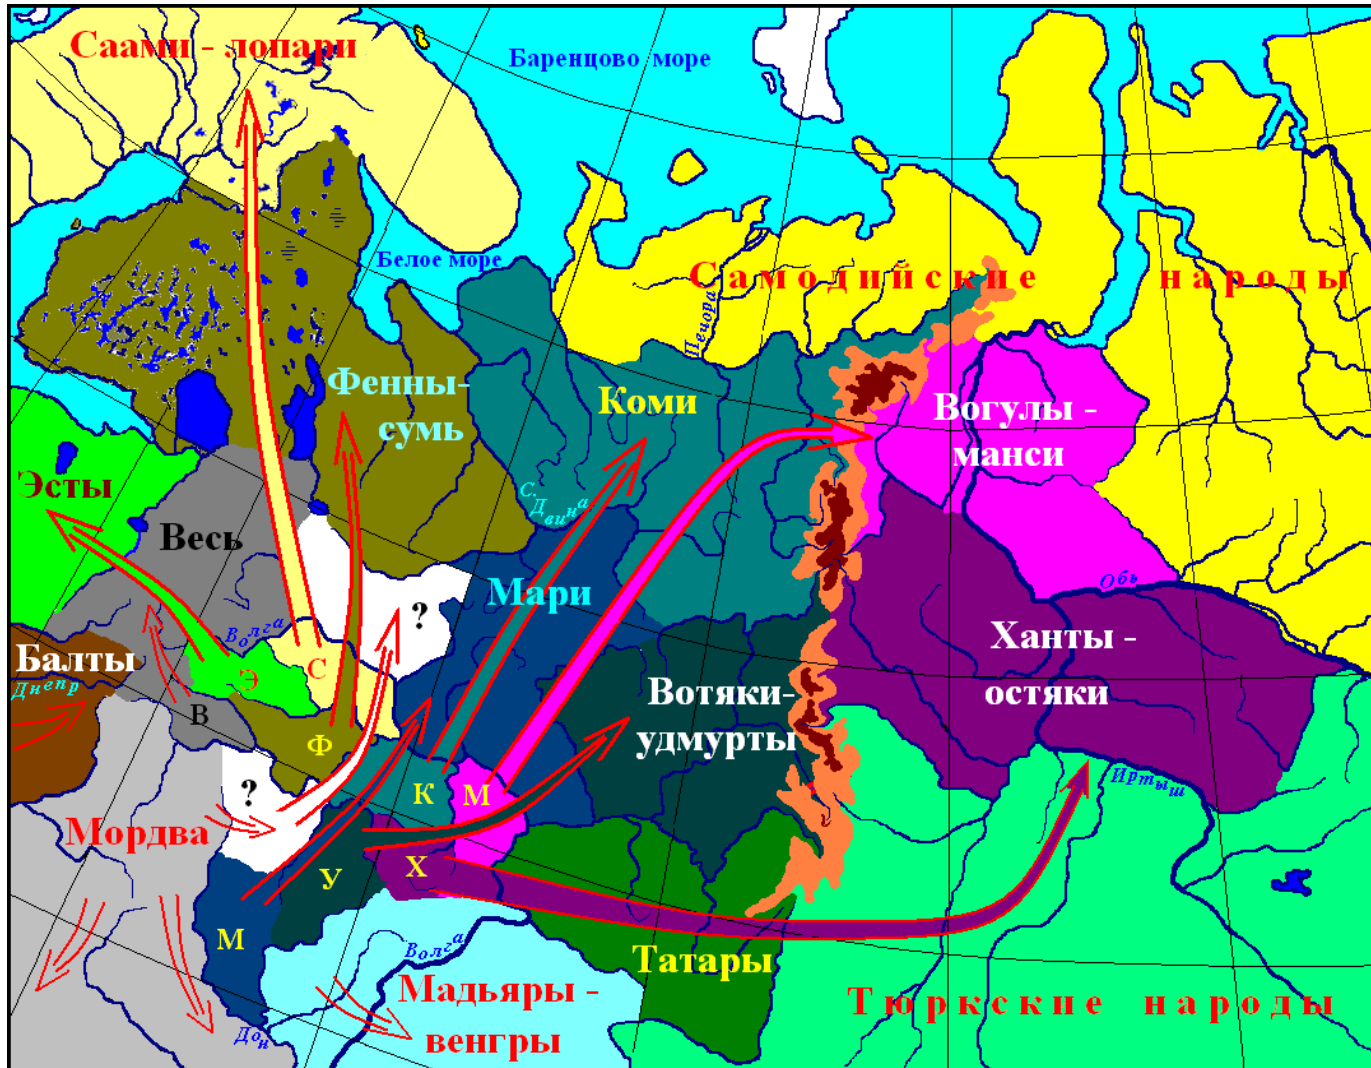 Саами - лопари
Баренцово море
Белое море
Самодийские народы
Печора
Фенны-
сумь
Коми
Вогулы -
манси
Эсты
Весь
С. Двина
Мари
Обь
?
Волга
Балты
Днепр
Э
С
В
Ф
Вотяки-
удмурты
Ханты -
остяки
?
К
М
Иртыш
Мордва
У
Х
М
Волга
Татары
Мадьяры -
венгры
Дон
Тюркские народы